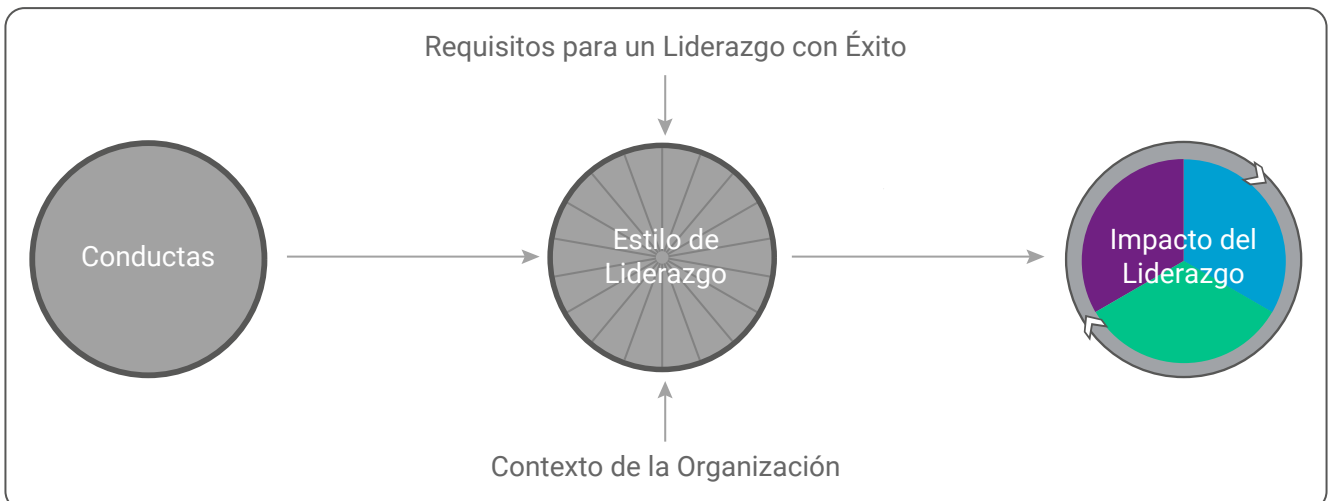 Requisitos para un Liderazgo con Éxito
Conductas
Estilo de
Liderazgo
Impacto del
Liderazgo
Contexto de la Organización